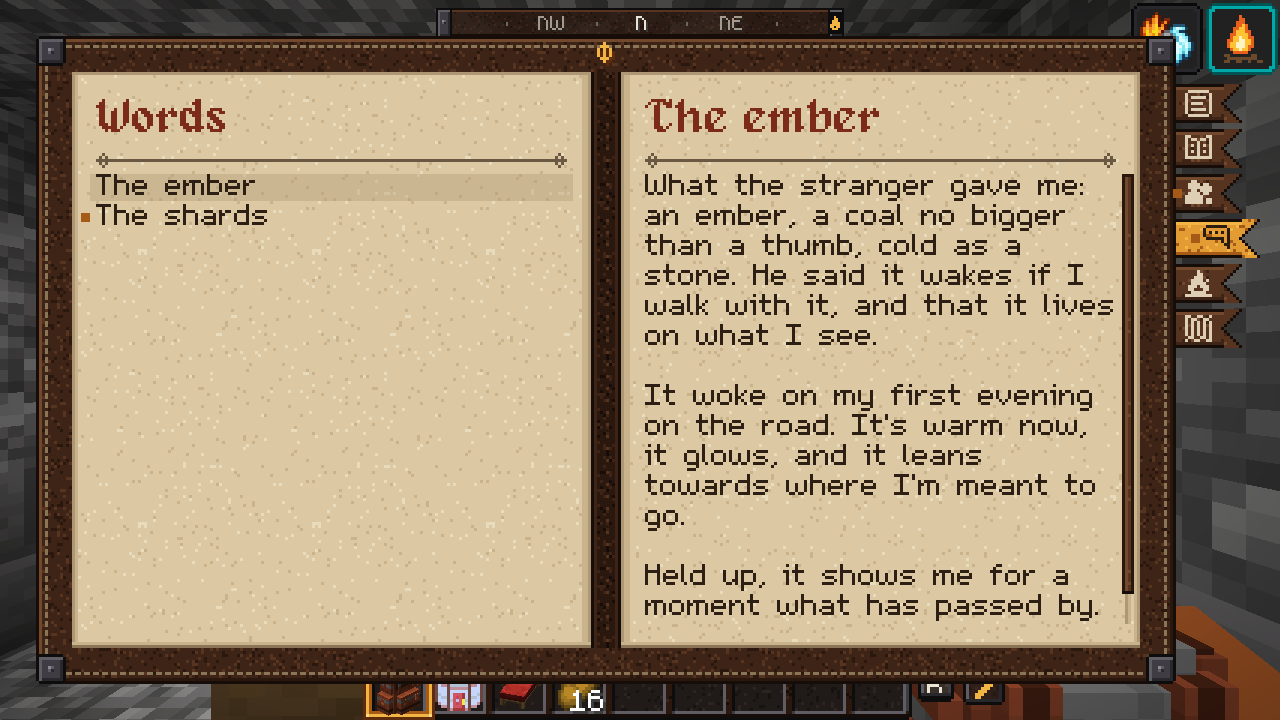 NW
N
NE
Words
The ember
The shards
The ember
What the stranger gave me:
an ember, a coal no bigger
than a thumb, cold as a
stone. He said it wakes if I
walk with it, and that it lives
on what I see.
It woke on my first evening
on the road. It's warm now,
it glows, and it leans
towards where I'm meant to
go.
Held up, it shows me for a
moment what has passed by.
16